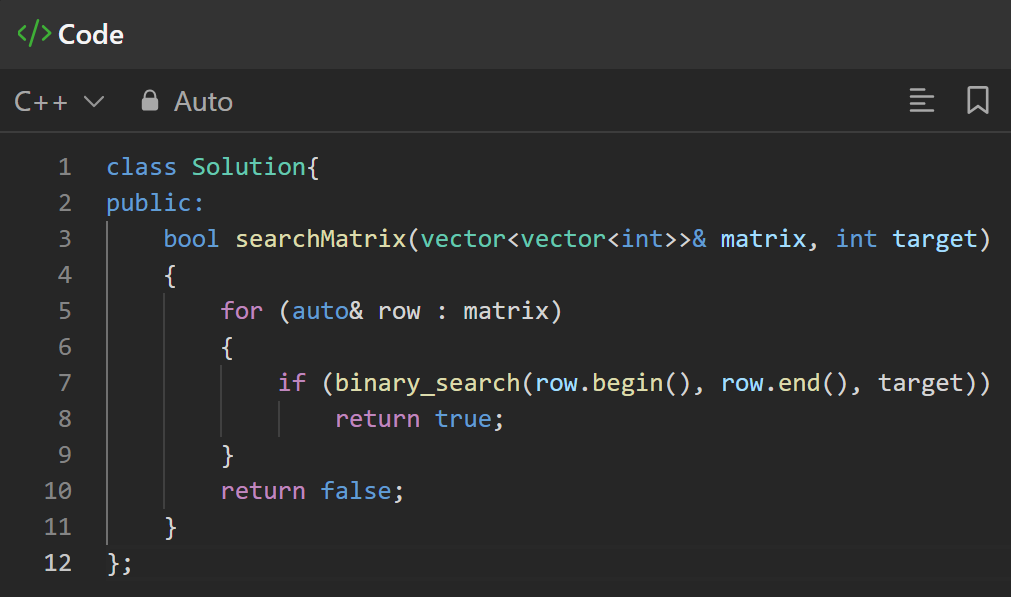 </> Code
C++ Auto
1 class Solution{
2 public:
3     bool searchMatrix(vector<vector<int>>& matrix, int target)
4     {
5         for (auto& row : matrix)
6         {
7             if (binary_search(row.begin(), row.end(), target))
8                 return true;
9         }
10         return false;
11     }
12 };